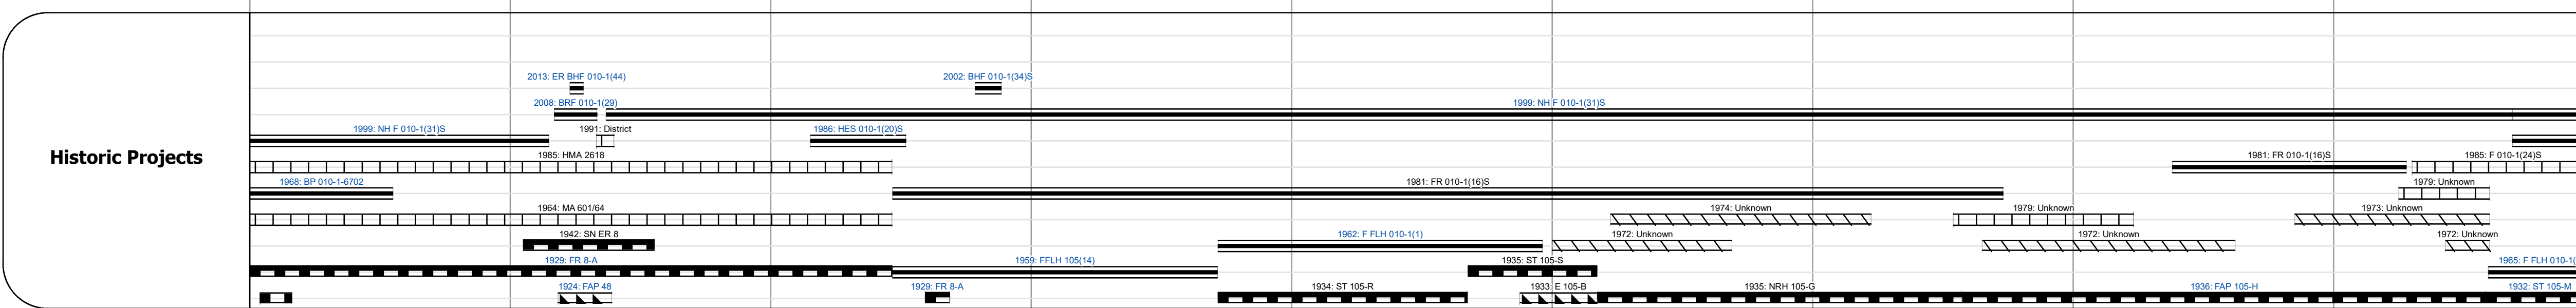 2013: ER BHF 010-1(44)
2002: BHF 010-1(34)S
2008: BRF 010-1(29)
1999: NH F 010-1(31)S
1999: NH F 010-1(31)S
1991: District
1986: HES 010-1(20)S
Historic Projects
1985: HMA 2618
1981: FR 010-1(16)S
1985: F 010-1(24)S
1968: BP 010-1-6702
1981: FR 010-1(16)S
1979: Unknown
1964: MA 601/64
1974: Unknown
1979: Unknown
1973: Unknown
1942: SN ER 8
1962: F FLH 010-1(1)
1972: Unknown
1972: Unknown
1972: Unknown
1929: FR 8-A
1959: FFLH 105(14)
1935: ST 105-S
1965: F FLH 010-1(
1924: FAP 48
1929: FR 8-A
1934: ST 105-R
1933: E 105-B
1935: NRH 105-G
1936: FAP 105-H
1932: ST 105-M